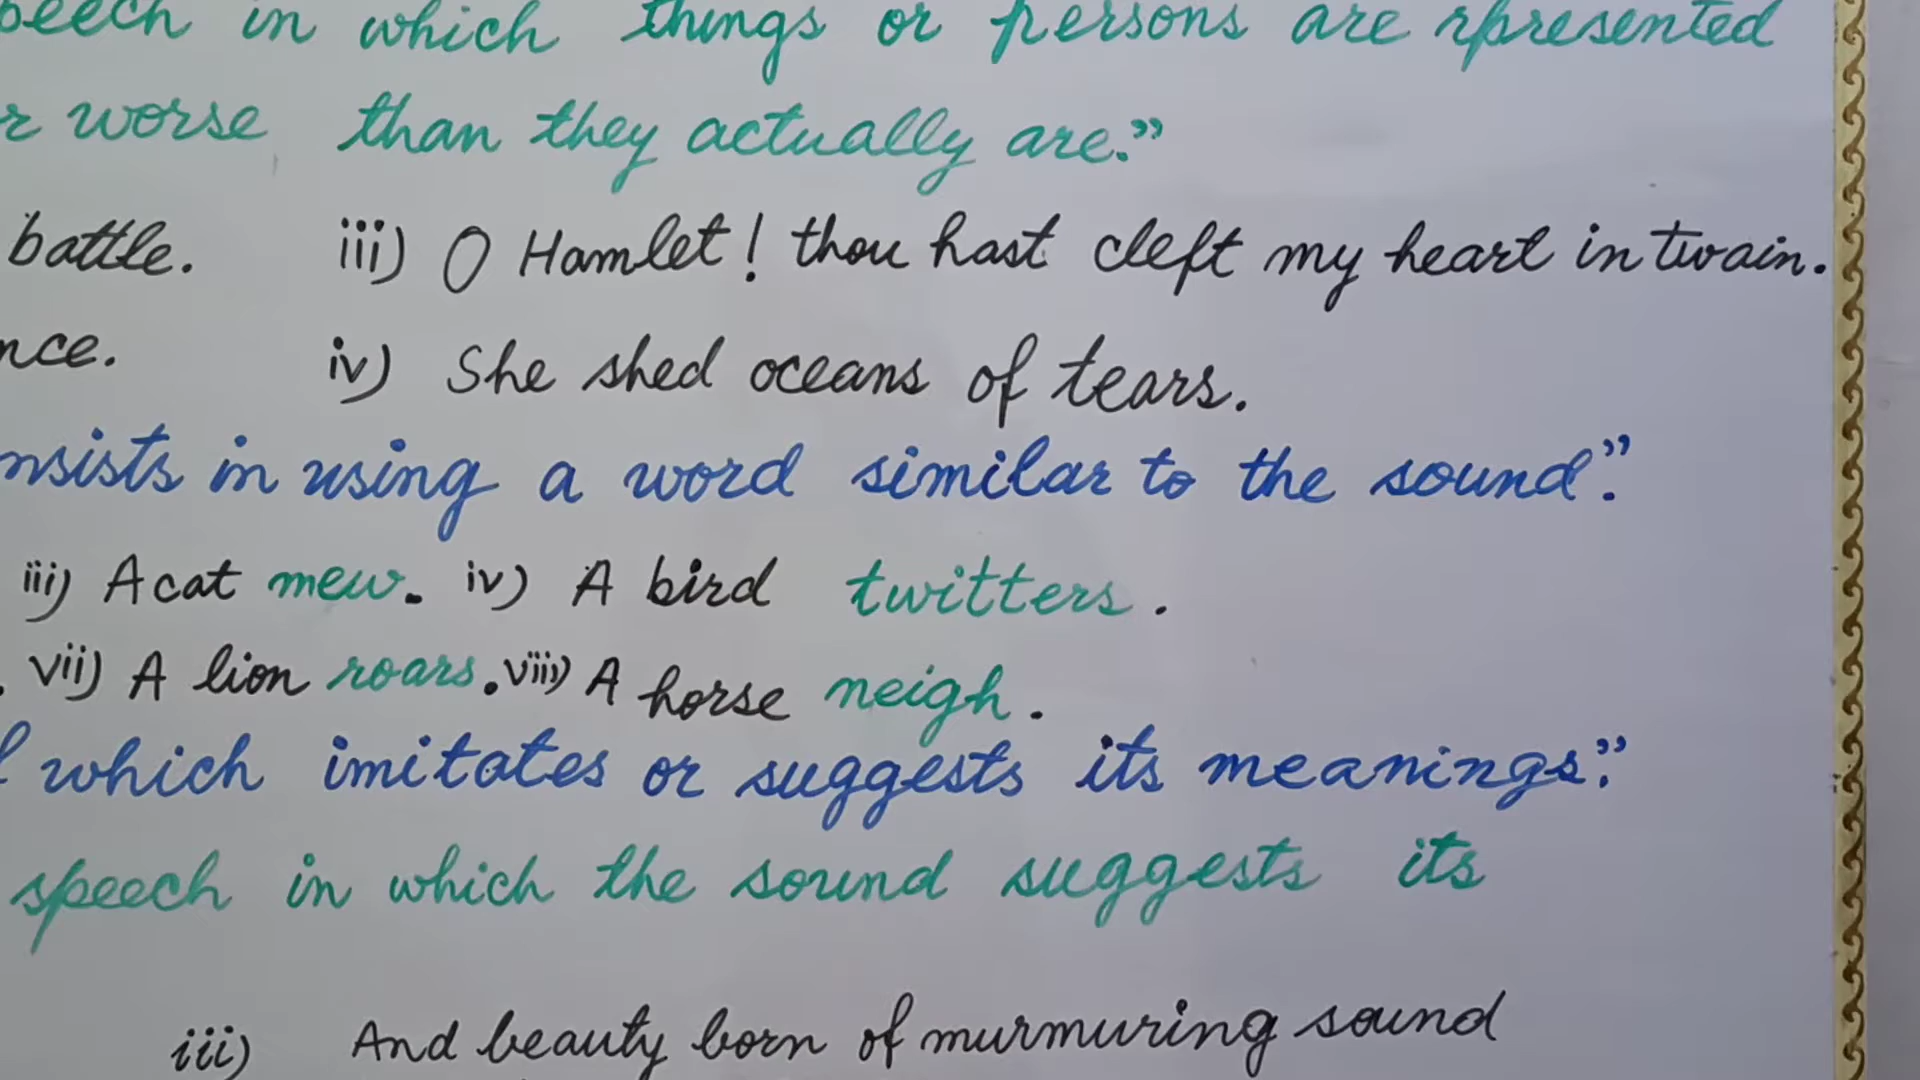 peech in which things or persons are rpresented
r worse than they actually are.”
battle. iii) O Hamlet! thou hast cleft my heart in twain.
nce. iv) She shed oceans of tears.
nsists in using a word similar to the sound”.
iii) A cat mew. iv) A bird twitters.
. vii) A lion roars. viii) A horse neigh.
l which imitates or suggests its meanings”.
speech in which the sound suggests its
iii) And beauty born of murmuring sound